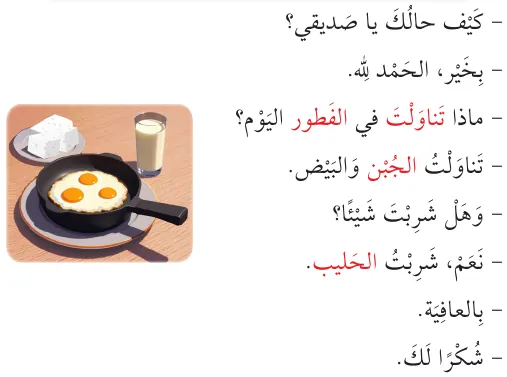 – كَيْف حالُكَ يا صَديقي؟
– بِخَيْر، الحَمْد لِلّٰه.
– ماذا تَناوَلْتَ في الفَطور اليَوْم؟
– تَناوَلْتُ الجُبْن وَالبَيْض.
– وَهَلْ شَرِبْتَ شَيْئًا؟
– نَعَمْ، شَرِبْتُ الحَليب.
– بِالعافِيَة.
– شُكْرًا لَكَ.